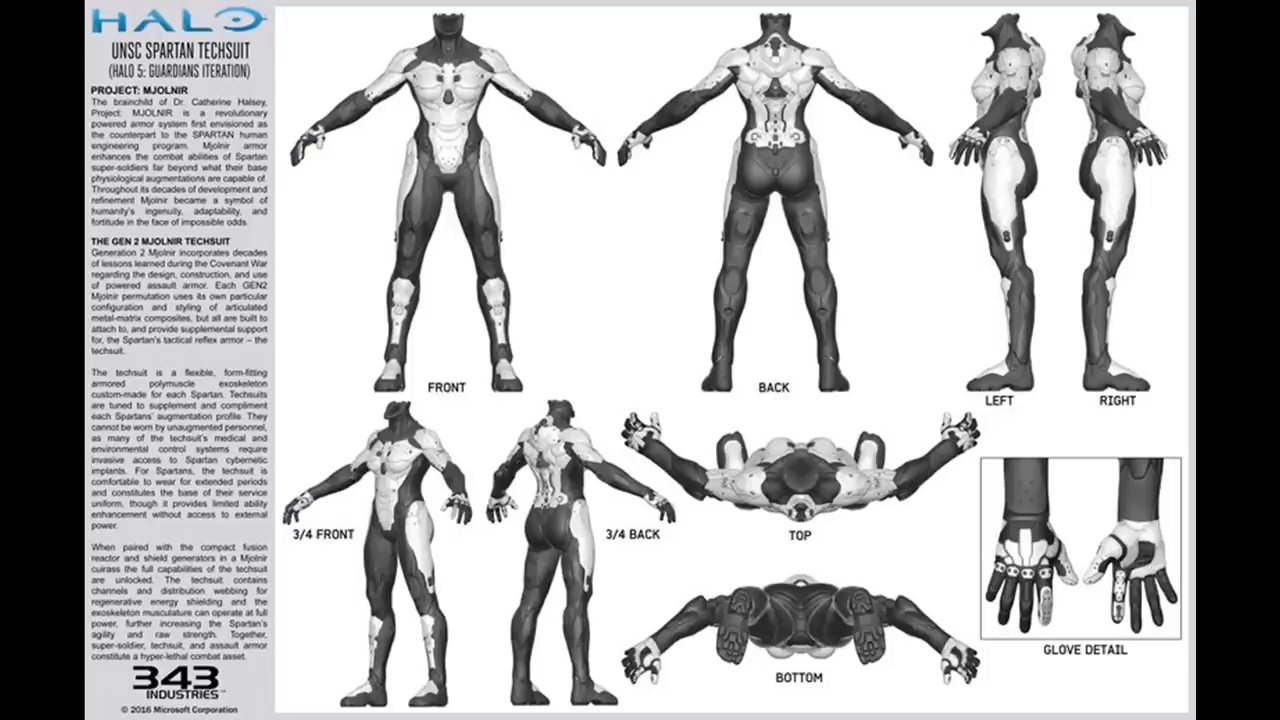 HALO
UNSC SPARTAN TECHSUIT
(HALO 5: GUARDIANS ITERATION)
PROJECT: MJOLNIR
The brainchild of Dr. Catherine Halsey,
Project: MJOLNIR is a revolutionary
powered armor system first envisioned as
the counterpart to the SPARTAN human
engineering program. Mjolnir armor
enhances the combat abilities of Spartan
super-soldiers far beyond what their base
physiological augmentations are capable of.
Throughout its decades of development and
refinement Mjolnir became a symbol of
humanity's ingenuity, adaptability, and
fortitude in the face of impossible odds.
THE GEN 2 MJOLNIR TECHSUIT
Generation 2 Mjolnir incorporates decades
of lessons learned during the Covenant War
regarding the design, construction, and use
of powered assault armor. Each GEN2
Mjolnir permutation uses its own particular
configuration and styling of articulated
metal-matrix composites, but all are built to
attach to, and provide supplemental support
for, the Spartan's tactical reflex armor – the
techsuit.
The techsuit is a flexible, form-fitting
armored polymuscle exoskeleton
custom-made for each Spartan. Techsuits
are tuned to supplement and compliment
each Spartans' augmentation profile. They
cannot be worn by unaugmented personnel,
as many of the techsuit's medical and
environmental control systems require
invasive access to Spartan cybernetic
implants. For Spartans, the techsuit is
comfortable to wear for extended periods
and constitutes the base of their service
uniform, though it provides limited ability
enhancement without access to external
power.
When paired with the compact fusion
reactor and shield generators in a Mjolnir
cuirass the full capabilities of the techsuit
are unlocked. The techsuit contains
channels and distribution webbing for
regenerative energy shielding and the
exoskeleton musculature can operate at full
power, further increasing the Spartan's
agility and raw strength. Together,
super-soldier, techsuit, and assault armor
constitute a hyper-lethal combat asset.
343
INDUSTRIES™
© 2016 Microsoft Corporation
FRONT
BACK
LEFT
RIGHT
3/4 FRONT
3/4 BACK
TOP
BOTTOM
GLOVE DETAIL